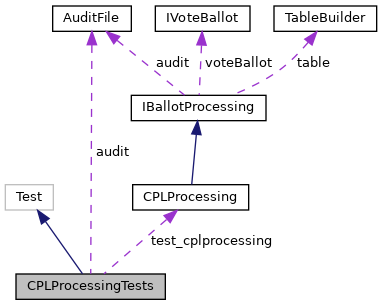 AuditFile IVoteBallot TableBuilder
audit voteBallot table
IBallotProcessing
audit
Test CPLProcessing
test_cplprocessing
CPLProcessingTests